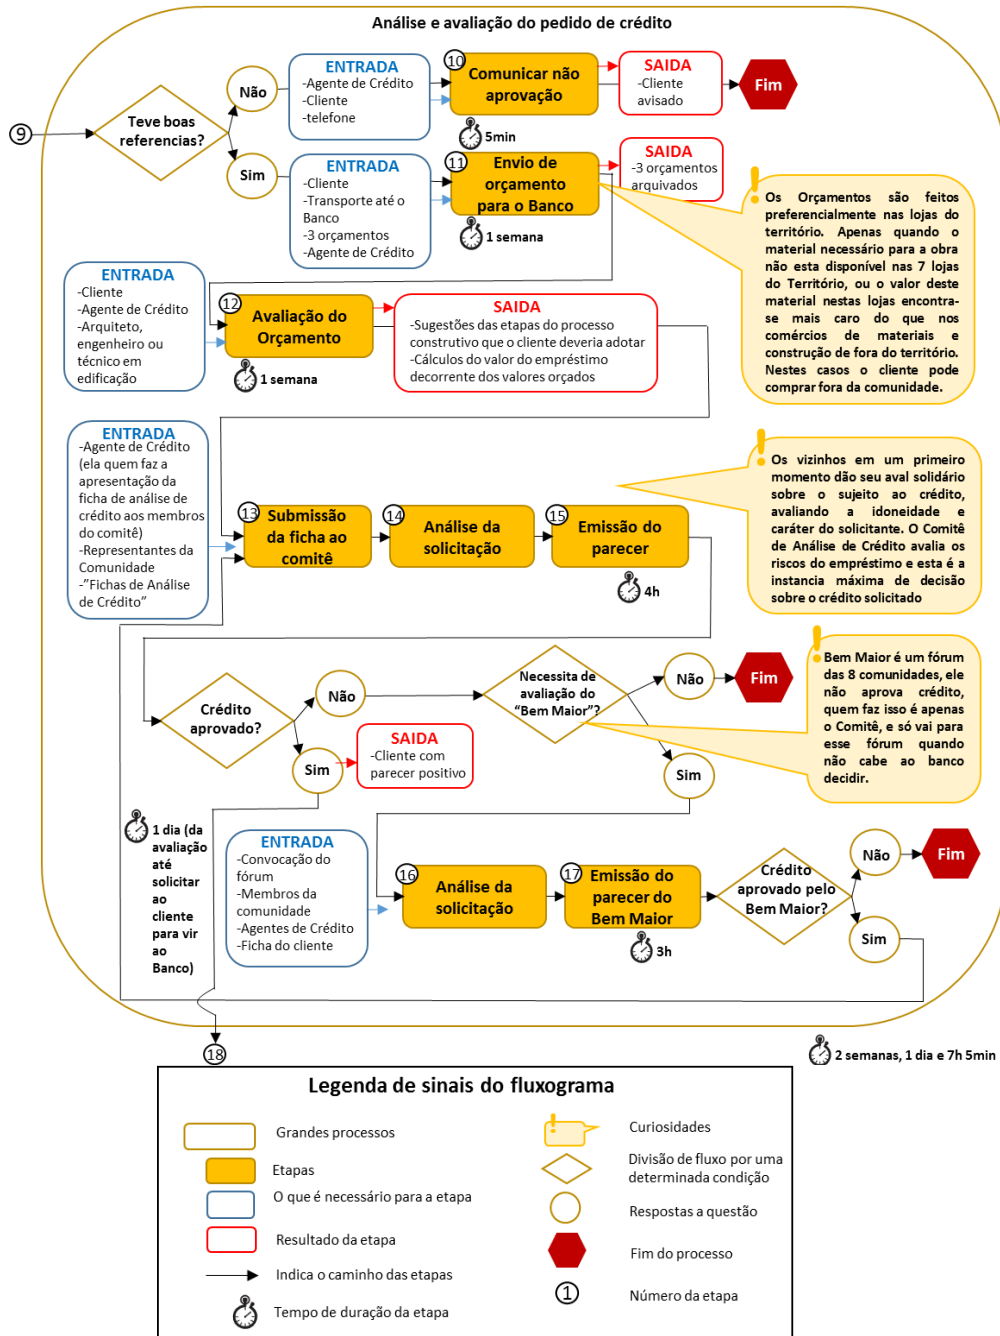 Análise e avaliação do pedido de crédito
9
Teve boas
referencias?
Não
Sim
ENTRADA
-Agente de Crédito
-Cliente
-telefone
10
Comunicar não
aprovação
5min
SAIDA
-Cliente
avisado
Fim
ENTRADA
-Cliente
-Transporte até o
Banco
-3 orçamentos
-Agente de Crédito
11
Envio de
orçamento
para o Banco
1 semana
SAIDA
-3 orçamentos
arquivados
!
Os Orçamentos são feitos
preferencialmente nas lojas do
território. Apenas quando o
material necessário para a obra
não esta disponível nas 7 lojas
do Território, ou o valor deste
material nestas lojas encontra-
se mais caro do que nos
comércios de materiais e
construção de fora do território.
Nestes casos o cliente pode
comprar fora da comunidade.
ENTRADA
-Cliente
-Agente de Crédito
-Arquiteto,
engenheiro ou
técnico em
edificação
12
Avaliação do
Orçamento
1 semana
SAIDA
-Sugestões das etapas do processo
construtivo que o cliente deveria adotar
-Cálculos do valor do empréstimo
decorrente dos valores orçados
ENTRADA
-Agente de Crédito
(ela quem faz a
apresentação da
ficha de análise de
crédito aos membros
do comitê)
-Representantes da
Comunidade
-"Fichas de Análise
de Crédito"
13
Submissão
da ficha ao
comitê
14
Análise da
solicitação
15
Emissão do
parecer
4h
!
Os vizinhos em um primeiro
momento dão seu aval solidário
sobre o sujeito ao crédito,
avaliando a idoneidade e
caráter do solicitante. O Comitê
de Análise de Crédito avalia os
riscos do empréstimo e esta é a
instancia máxima de decisão
sobre o crédito solicitado
Crédito
aprovado?
Não
Sim
SAIDA
-Cliente com
parecer positivo
Necessita de
avaliação do
"Bem Maior"?
Não
Sim
Fim
!
Bem Maior é um fórum
das 8 comunidades, ele
não aprova crédito,
quem faz isso é apenas
o Comitê, e só vai para
esse fórum quando
não cabe ao banco
decidir.
1 dia (da
avaliação
até
solicitar
ao
cliente
para vir
ao
Banco)
ENTRADA
-Convocação do
fórum
-Membros da
comunidade
-Agentes de Crédito
-Ficha do cliente
16
Análise da
solicitação
17
Emissão do
parecer do
Bem Maior
3h
Crédito
aprovado pelo
Bem Maior?
Não
Sim
Fim
18
2 semanas, 1 dia e 7h 5min
Legenda de sinais do fluxograma
Grandes processos
Etapas
O que é necessário para a etapa
Resultado da etapa
Indica o caminho das etapas
Tempo de duração da etapa
!
Curiosidades
Divisão de fluxo por uma
determinada condição
Respostas a questão
Fim do processo
1
Número da etapa